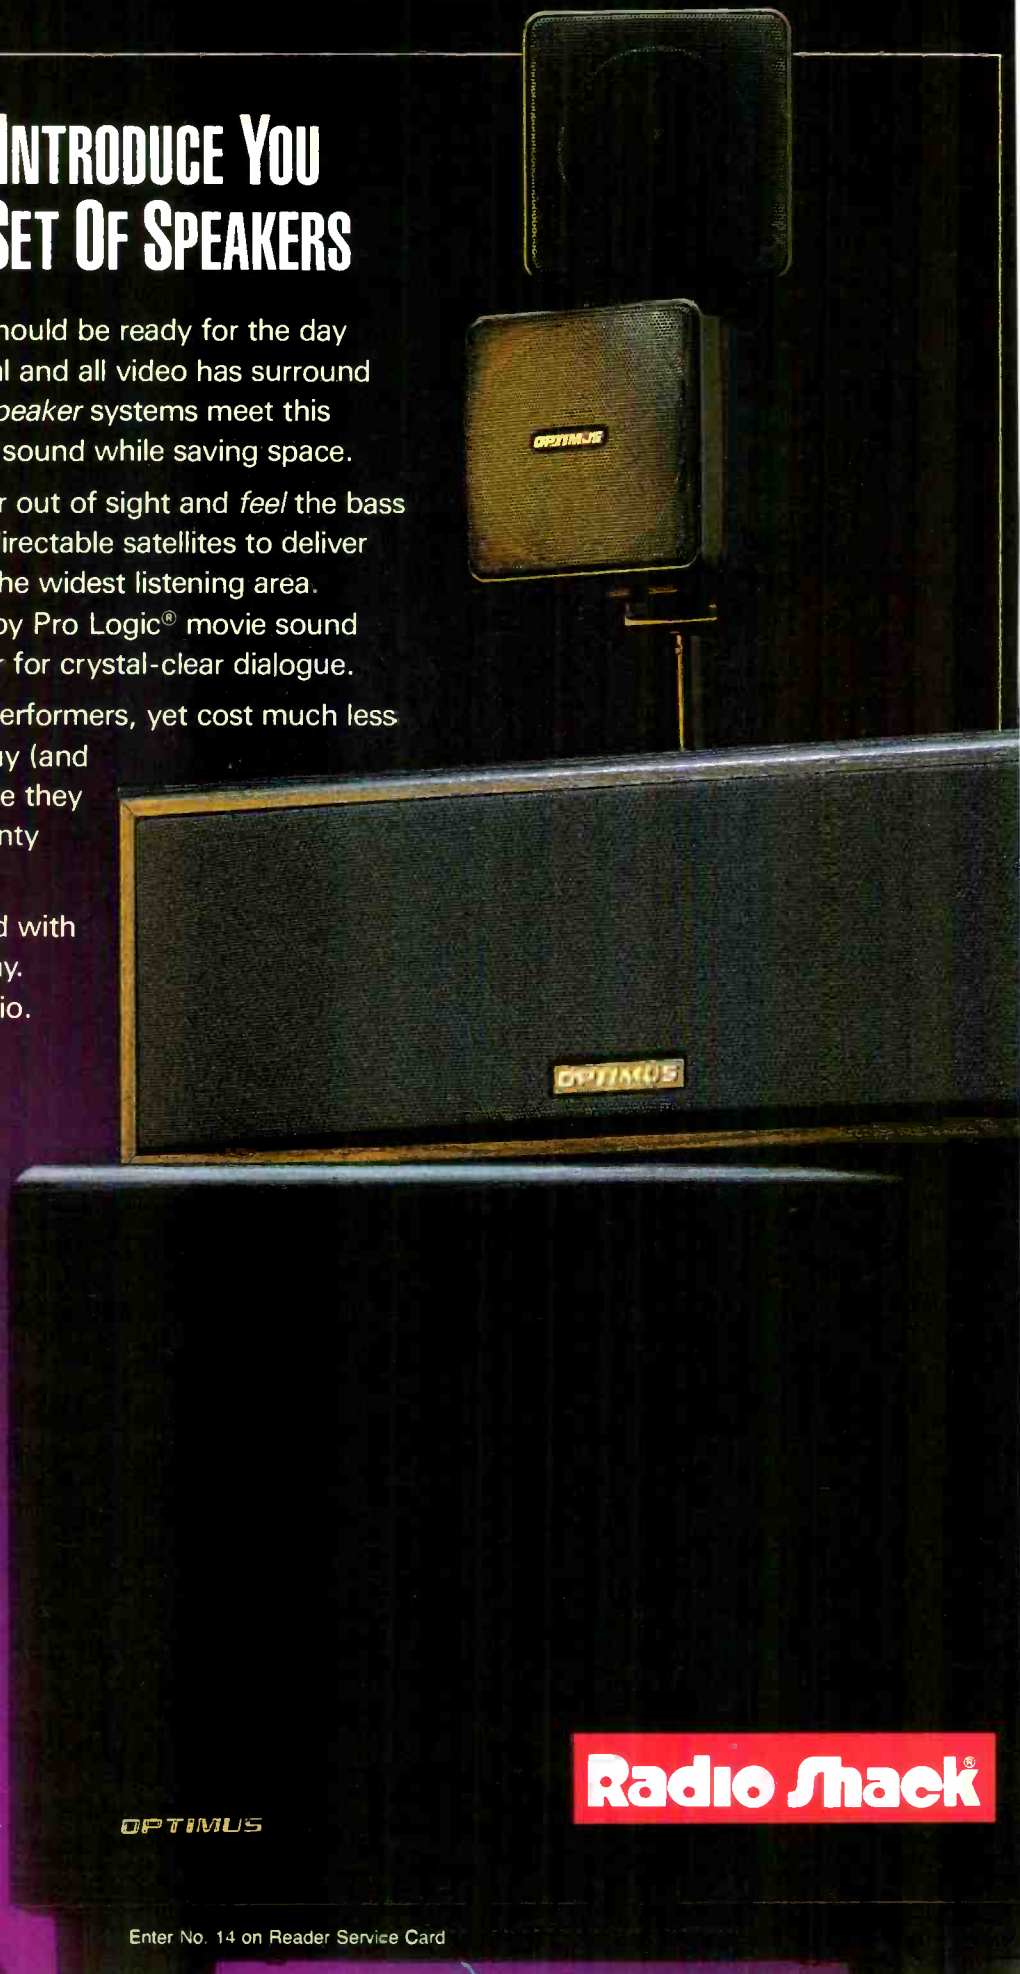 INTRODUCE YOU
SET OF SPEAKERS
hould be ready for the day
l and all video has surround
peaker systems meet this
sound while saving space.
r out of sight and feel the bass
irectable satellites to deliver
he widest listening area.
by Pro Logic® movie sound
r for crystal-clear dialogue.
erformers, yet cost much less
y (and
e they
nty
d with
y.
io.
OPTIMUS
OPTIMUS
Radio Shack®
OPTIMUS
Enter No. 14 on Reader Service Card